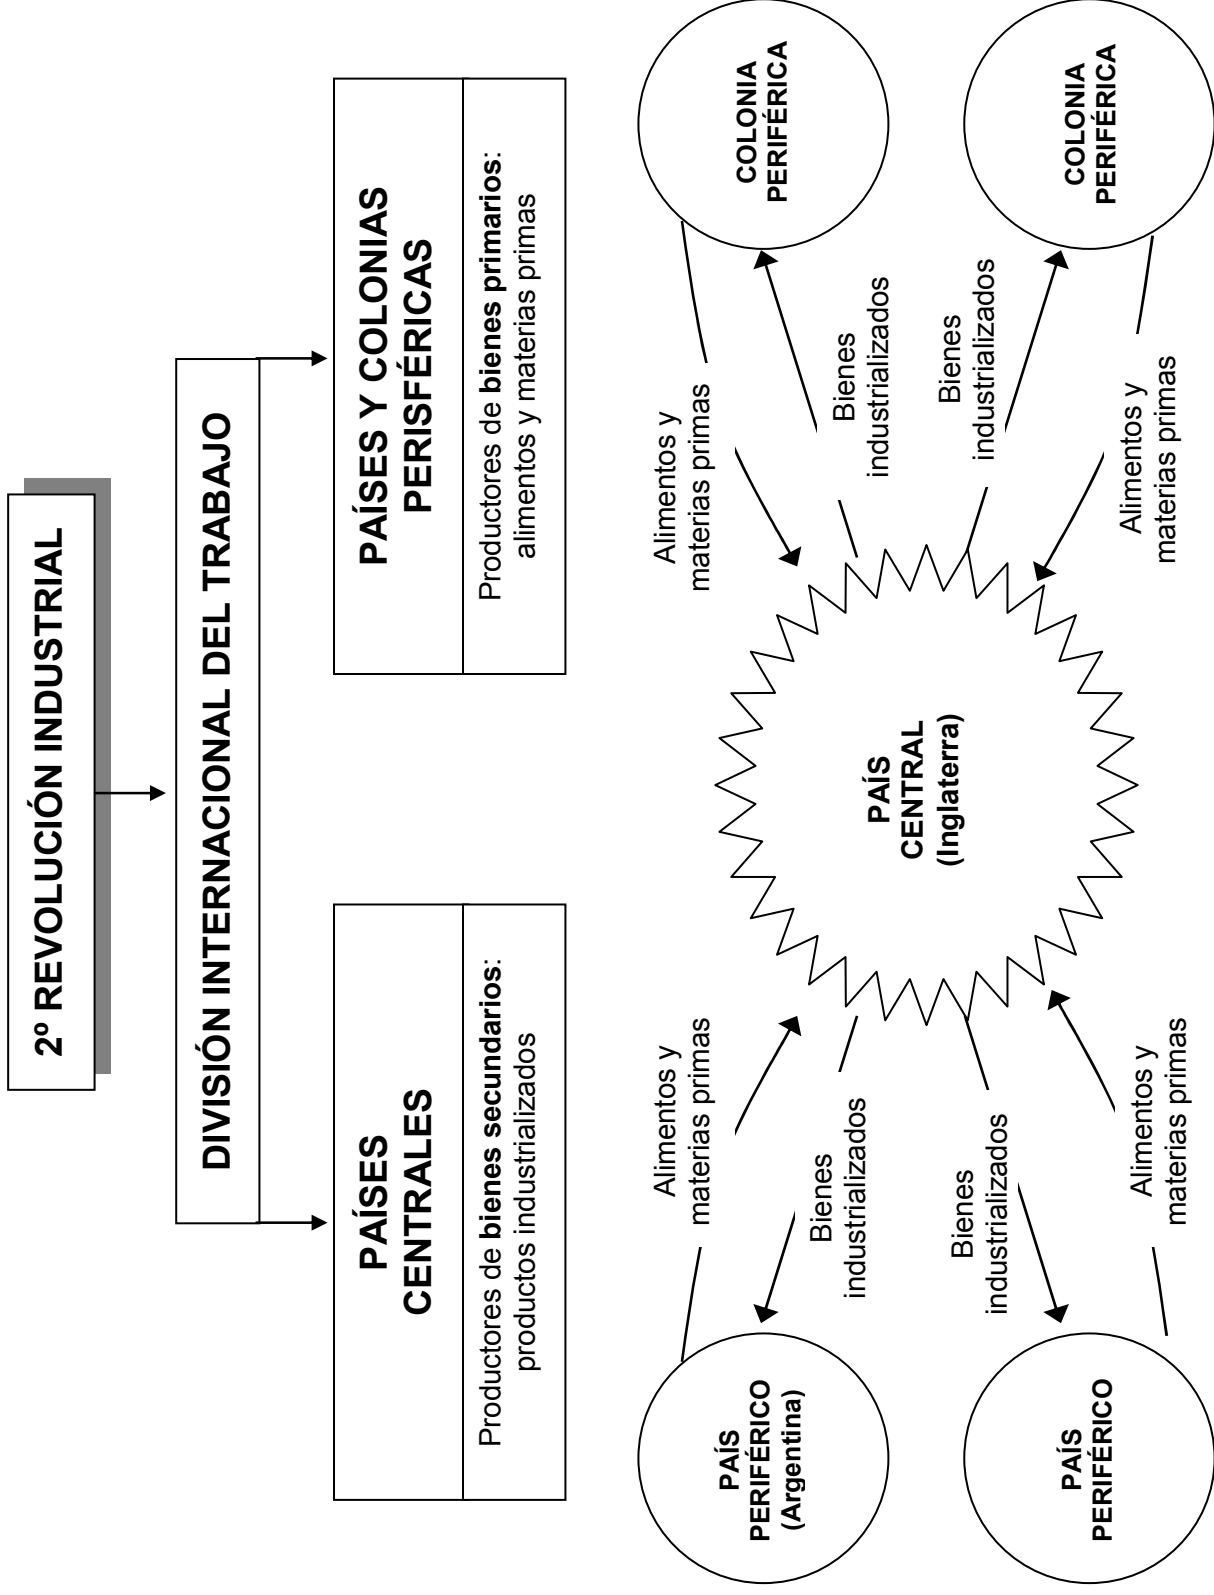 2º REVOLUCIÓN INDUSTRIAL
DIVISIÓN INTERNACIONAL DEL TRABAJO
PAÍSES
CENTRALES
Productores de bienes secundarios:
productos industrializados
PAÍSES Y COLONIAS
PERISFÉRICAS
Productores de bienes primarios:
alimentos y materias primas
PAÍS
PERIFÉRICO
(Argentina)
Alimentos y
materias primas
Bienes
industrializados
PAÍS
PERIFÉRICO
Bienes
industrializados
Alimentos y
materias primas
PAÍS
CENTRAL
(Inglaterra)
Alimentos y
materias primas
Bienes
industrializados
COLONIA
PERIFÉRICA
Bienes
industrializados
Alimentos y
materias primas
COLONIA
PERIFÉRICA